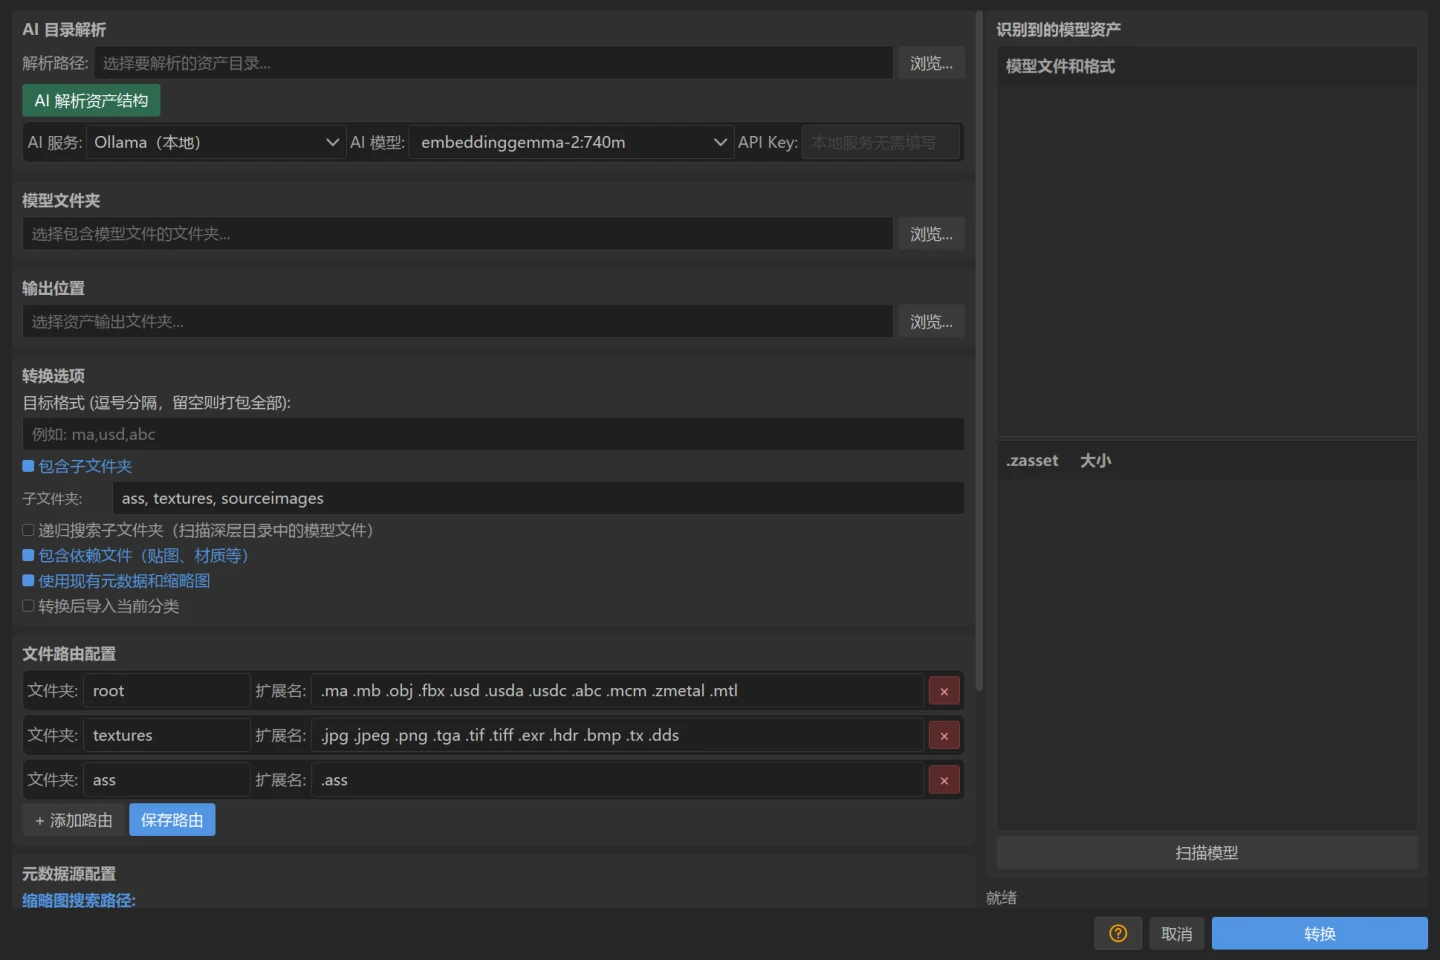 AI 目录解析
解析路径: 选择要解析的资产目录... 浏览...
AI 解析资产结构
AI 服务: Ollama（本地） AI 模型: embeddinggemma-2:740m API Key: 本地服务无需填写
模型文件夹
选择包含模型文件的文件夹... 浏览...
输出位置
选择资产输出文件夹... 浏览...
转换选项
目标格式 (逗号分隔，留空则打包全部):
例如: ma,usd,abc
包含子文件夹
子文件夹: ass, textures, sourceimages
递归搜索子文件夹（扫描深层目录中的模型文件）
包含依赖文件（贴图、材质等）
使用现有元数据和缩略图
转换后导入当前分类
文件路由配置
文件夹: root 扩展名: .ma .mb .obj .fbx .usd .usda .usdc .abc .mcm .zmetal .mtl ×
文件夹: textures 扩展名: .jpg .jpeg .png .tga .tif .tiff .exr .hdr .bmp .tx .dds ×
文件夹: ass 扩展名: .ass ×
+ 添加路由 保存路由
元数据源配置
缩略图搜索路径:
识别到的模型资产
模型文件和格式
.zasset 大小
扫描模型
就绪
? 取消 转换